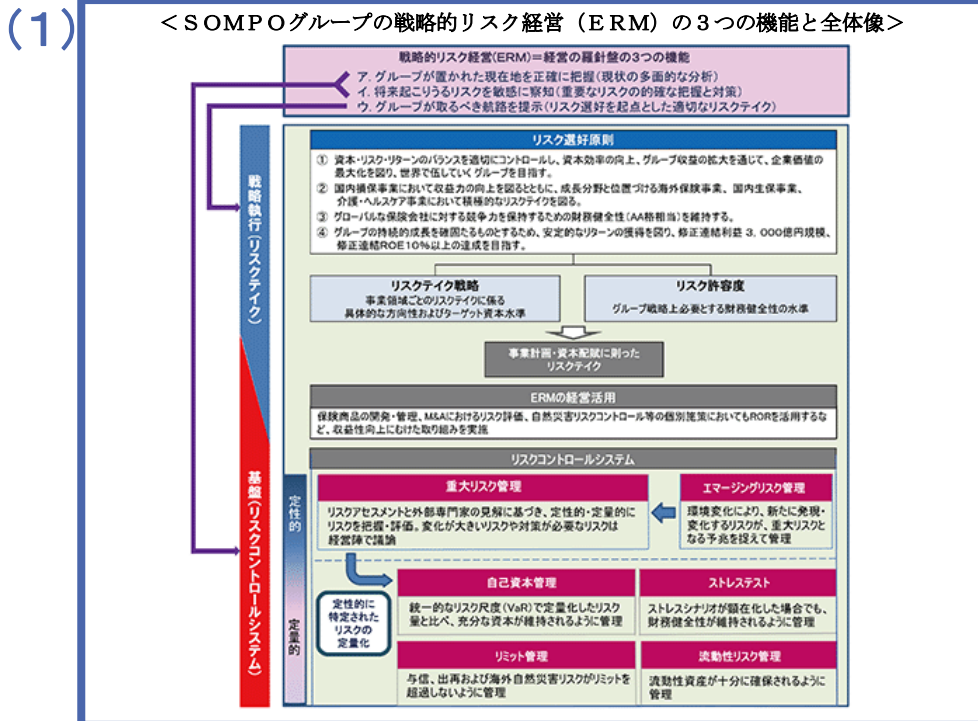 (1)
＜ＳＯＭＰＯグループの戦略的リスク経営（ＥＲＭ）の３つの機能と全体像＞
戦略的リスク経営(ERM)＝経営の羅針盤の3つの機能
ア．グループが置かれた現在地を正確に把握(現状の多面的な分析)
イ．将来起こりうるリスクを敏感に察知(重要なリスクの的確な把握と対策)
ウ．グループが取るべき航路を提示(リスク選好を起点とした適切なリスクテイク)
戦略執行(リスクテイク)
リスク選好原則
① 資本・リスク・リターンのバランスを適切にコントロールし、資本効率の向上、グループ収益の拡大を通じて、企業価値の
最大化を図り、世界で伍していくグループを目指す。
② 国内損保事業において収益力の向上を図るとともに、成長分野と位置づける海外保険事業、国内生保事業、
介護・ヘルスケア事業において積極的なリスクテイクを図る。
③ グローバルな保険会社に対する競争力を保持するための財務健全性(AA格相当)を維持する。
④ グループの持続的成長を確固たるものとするため、安定的なリターンの獲得を図り、修正連結利益 3，000億円規模、
修正連結ROE10％以上の達成を目指す。
リスクテイク戦略
事業領域ごとのリスクテイクに係る
具体的な方向性およびターゲット資本水準
リスク許容度
グループ戦略上必要とする財務健全性の水準
事業計画・資本配賦に則った
リスクテイク
ERMの経営活用
保険商品の開発・管理、M&Aにおけるリスク評価、自然災害リスクコントロール等の個別施策においてもRORを活用するな
ど、収益性向上にむけた取り組みを実施
基盤(リスクコントロールシステム)
リスクコントロールシステム
定性的
重大リスク管理
リスクアセスメントと外部専門家の見解に基づき、定性的・定量的に
リスクを把握・評価。変化が大きいリスクや対策が必要なリスクは
経営陣で議論
エマージングリスク管理
環境変化により、新たに発現・
変化するリスクが、重大リスクと
なる予兆を捉えて管理
定量的
定性的に
特定された
リスクの
定量化
自己資本管理
統一的なリスク尺度(VaR)で定量化したリスク
量と比べ、充分な資本が維持されるように管理
ストレステスト
ストレスシナリオが顕在化した場合でも、
財務健全性が維持されるように管理
リミット管理
与信、出再および海外自然災害リスクがリミットを
超過しないように管理
流動性リスク管理
流動性資産が十分に確保されるように
管理